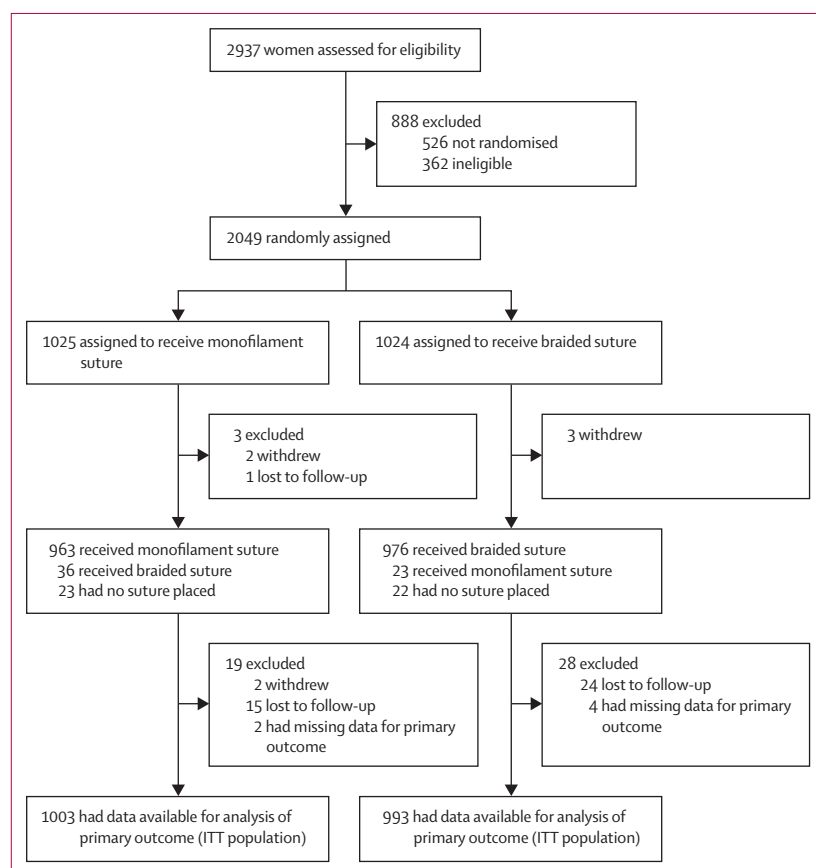 2937 women assessed for eligibility
888 excluded
526 not randomised
362 ineligible
2049 randomly assigned
1025 assigned to receive monofilament
suture
1024 assigned to receive braided suture
3 excluded
2 withdrew
1 lost to follow-up
3 withdrew
963 received monofilament suture
36 received braided suture
23 had no suture placed
976 received braided suture
23 received monofilament suture
22 had no suture placed
19 excluded
2 withdrew
15 lost to follow-up
2 had missing data for primary
outcome
28 excluded
24 lost to follow-up
4 had missing data for primary
outcome
1003 had data available for analysis of
primary outcome (ITT population)
993 had data available for analysis of
primary outcome (ITT population)